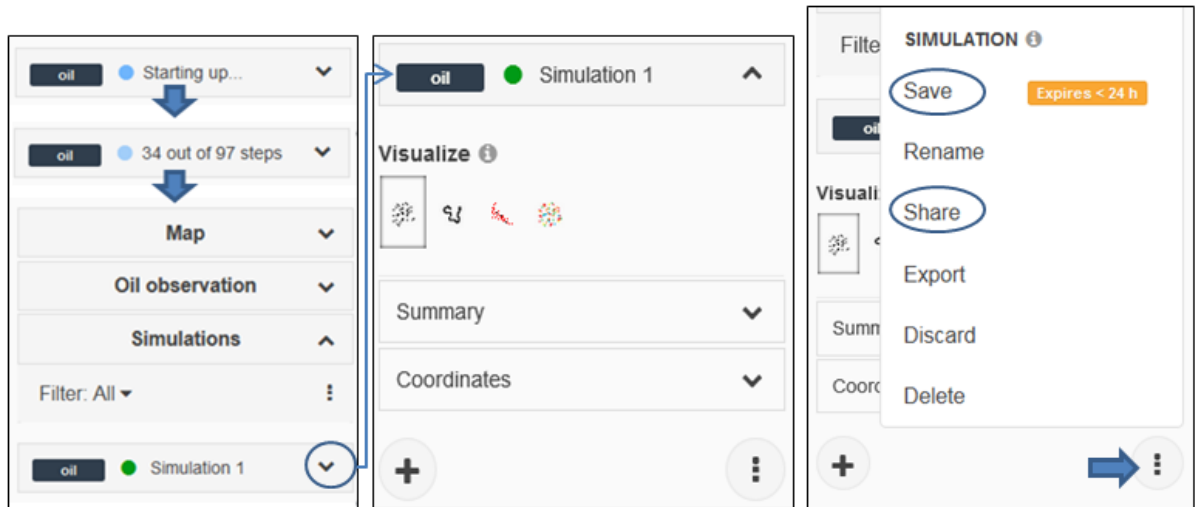 oil Starting up...
oil 34 out of 97 steps
Map
Oil observation
Simulations
Filter: All
oil Simulation 1
oil Simulation 1
Visualize
Summary
Coordinates
Filte
SIMULATION
Save Expires < 24 h
oil
Rename
Visuali
Share
Export
Summ
Discard
Coord
Delete